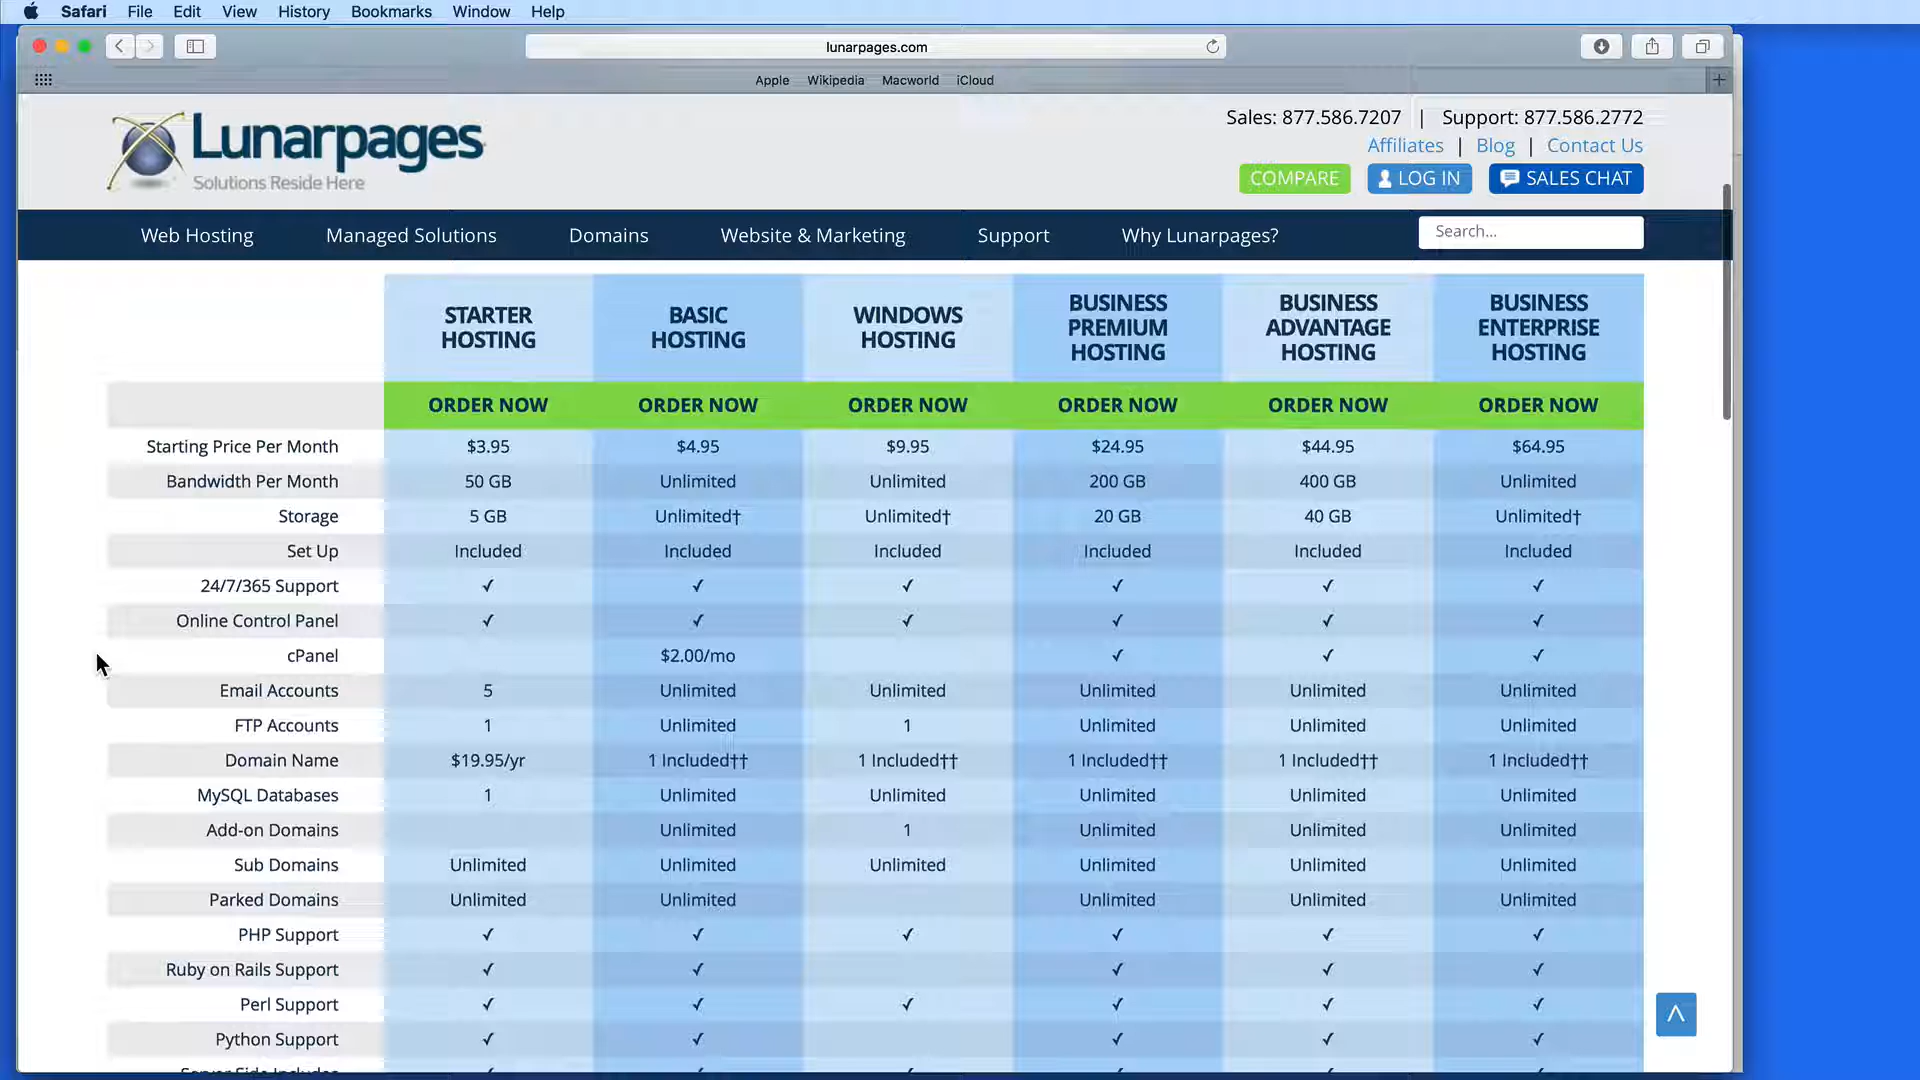 Safari File Edit View History Bookmarks Window Help
lunarpages.com
Apple Wikipedia Macworld iCloud
Lunarpages
Solutions Reside Here
Sales: 877.586.7207 | Support: 877.586.2772
Affiliates | Blog | Contact Us
COMPARE LOG IN SALES CHAT
Web Hosting Managed Solutions Domains Website & Marketing Support Why Lunarpages? Search...
STARTER HOSTING
BASIC HOSTING
WINDOWS HOSTING
BUSINESS PREMIUM HOSTING
BUSINESS ADVANTAGE HOSTING
BUSINESS ENTERPRISE HOSTING
ORDER NOW ORDER NOW ORDER NOW ORDER NOW ORDER NOW ORDER NOW
Starting Price Per Month $3.95 $4.95 $9.95 $24.95 $44.95 $64.95
Bandwidth Per Month 50 GB Unlimited Unlimited 200 GB 400 GB Unlimited
Storage 5 GB Unlimited† Unlimited† 20 GB 40 GB Unlimited†
Set Up Included Included Included Included Included Included
24/7/365 Support ✓ ✓ ✓ ✓ ✓ ✓
Online Control Panel ✓ ✓ ✓ ✓ ✓ ✓
cPanel $2.00/mo ✓ ✓ ✓
Email Accounts 5 Unlimited Unlimited Unlimited Unlimited Unlimited
FTP Accounts 1 Unlimited 1 Unlimited Unlimited Unlimited
Domain Name $19.95/yr 1 Included†† 1 Included†† 1 Included†† 1 Included†† 1 Included††
MySQL Databases 1 Unlimited Unlimited Unlimited Unlimited Unlimited
Add-on Domains Unlimited 1 Unlimited Unlimited Unlimited
Sub Domains Unlimited Unlimited Unlimited Unlimited Unlimited Unlimited
Parked Domains Unlimited Unlimited Unlimited Unlimited Unlimited
PHP Support ✓ ✓ ✓ ✓ ✓ ✓
Ruby on Rails Support ✓ ✓ ✓ ✓ ✓
Perl Support ✓ ✓ ✓ ✓ ✓ ✓
Python Support ✓ ✓ ✓ ✓ ✓
Server Side Includes